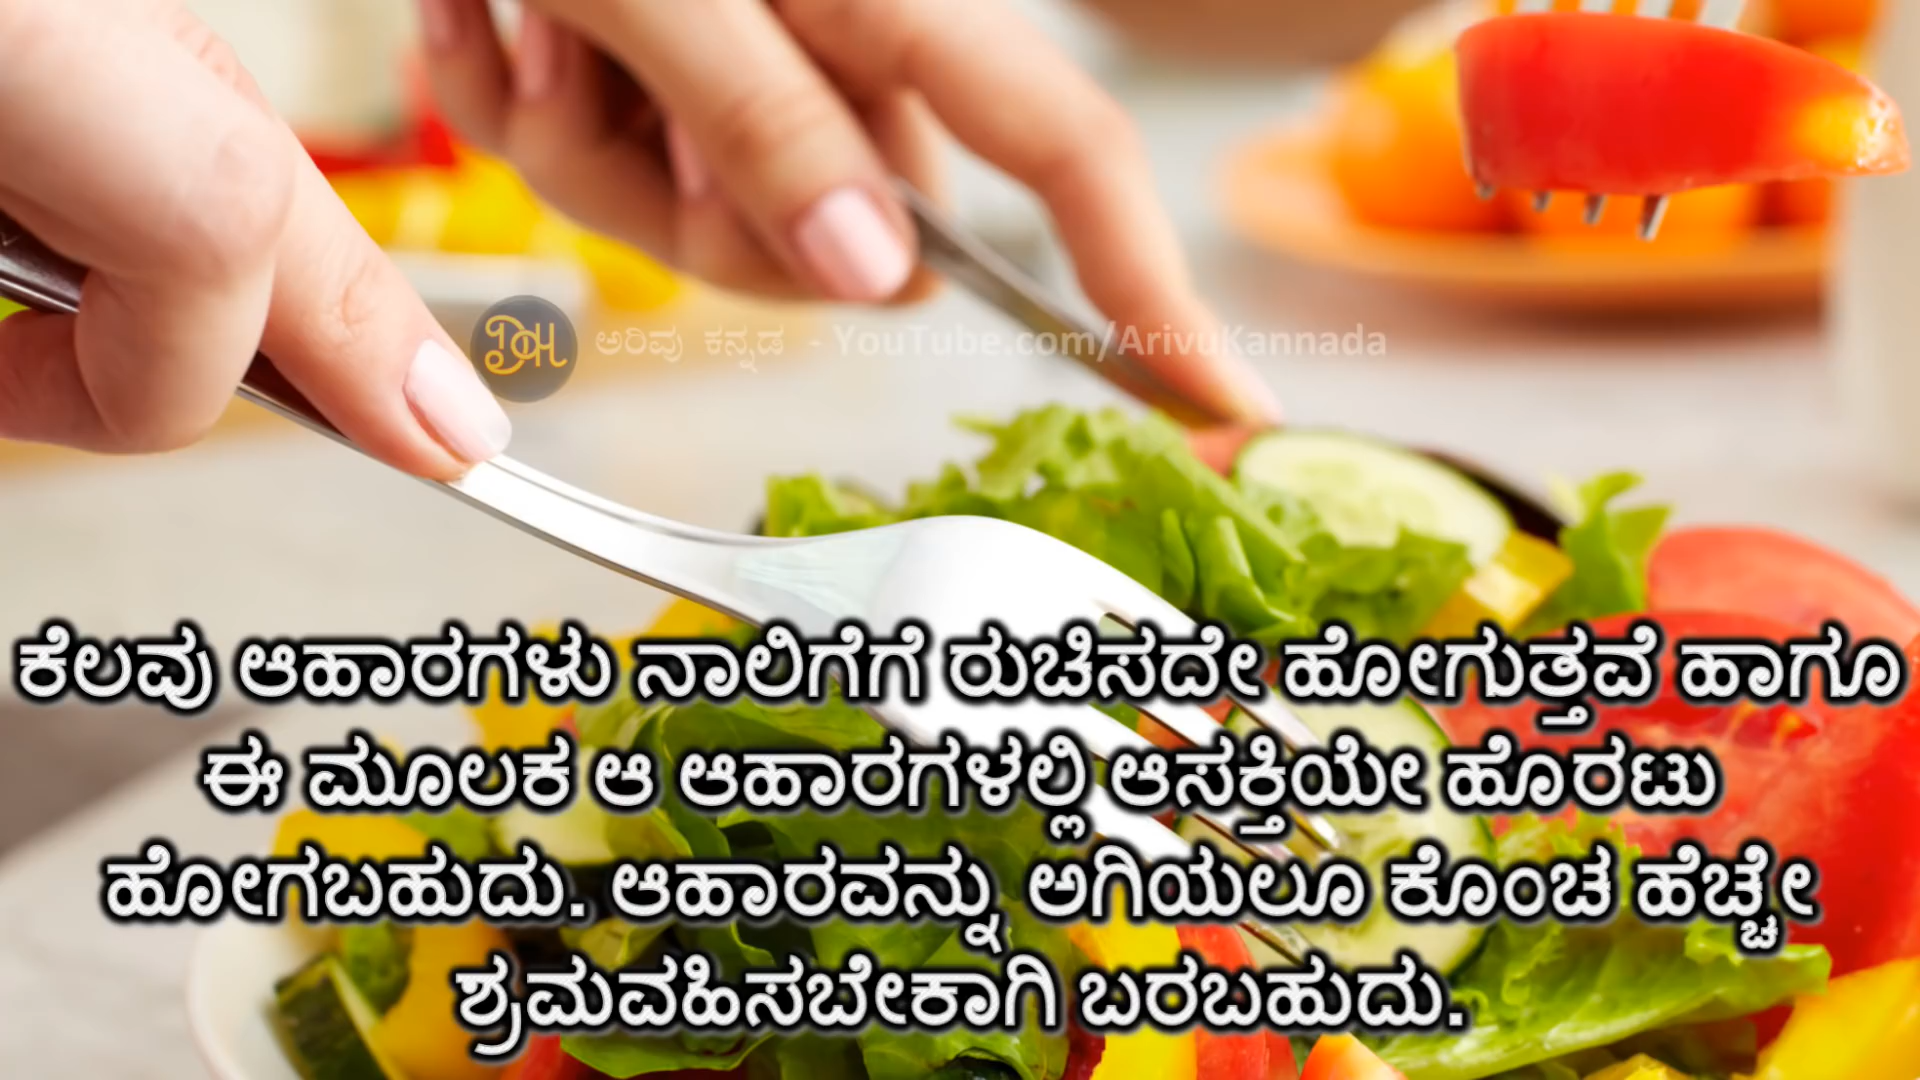 ಅರಿವು ಕನ್ನಡ - YouTube.com/ArivuKannada
ಕೆಲವು ಆಹಾರಗಳು ನಾಲಿಗೆಗೆ ರುಚಿಸದೇ ಹೋಗುತ್ತವೆ ಹಾಗೂ
ಈ ಮೂಲಕ ಆ ಆಹಾರಗಳಲ್ಲಿ ಆಸಕ್ತಿಯೇ ಹೊರಟು
ಹೋಗಬಹುದು. ಆಹಾರವನ್ನು ಅಗಿಯಲೂ ಕೊಂಚ ಹೆಚ್ಚೇ
ಶ್ರಮವಹಿಸಬೇಕಾಗಿ ಬರಬಹುದು.